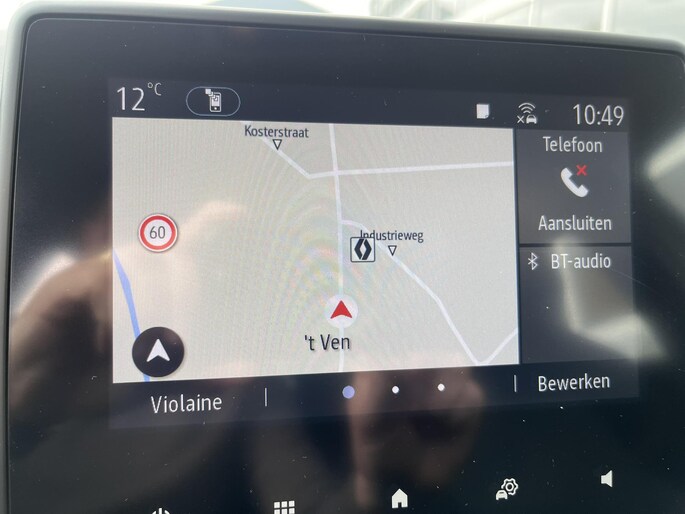 12 °C
10:49
Kosterstraat
Telefoon
60
Industrieweg
Aansluiten
BT-audio
't Ven
Violaine
Bewerken